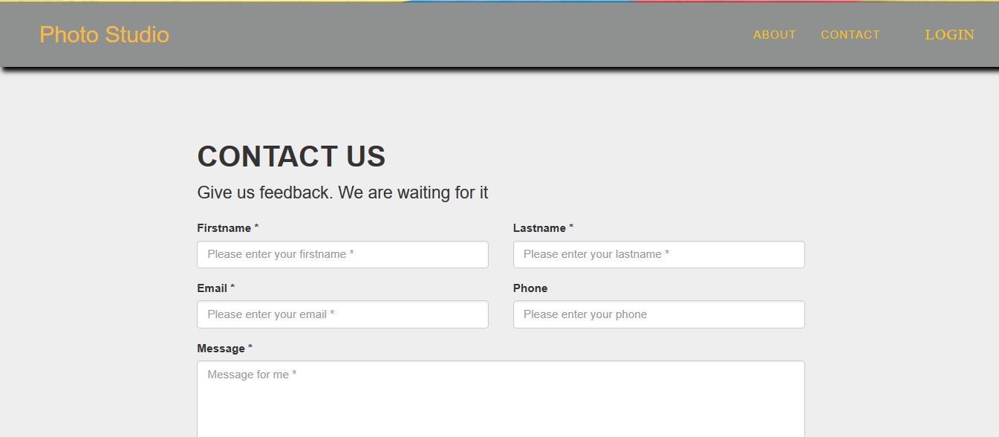 Photo Studio
ABOUT CONTACT LOGIN
CONTACT US
Give us feedback. We are waiting for it
Firstname * Lastname *
Please enter your firstname * Please enter your lastname *
Email * Phone
Please enter your email * Please enter your phone
Message *
Message for me *